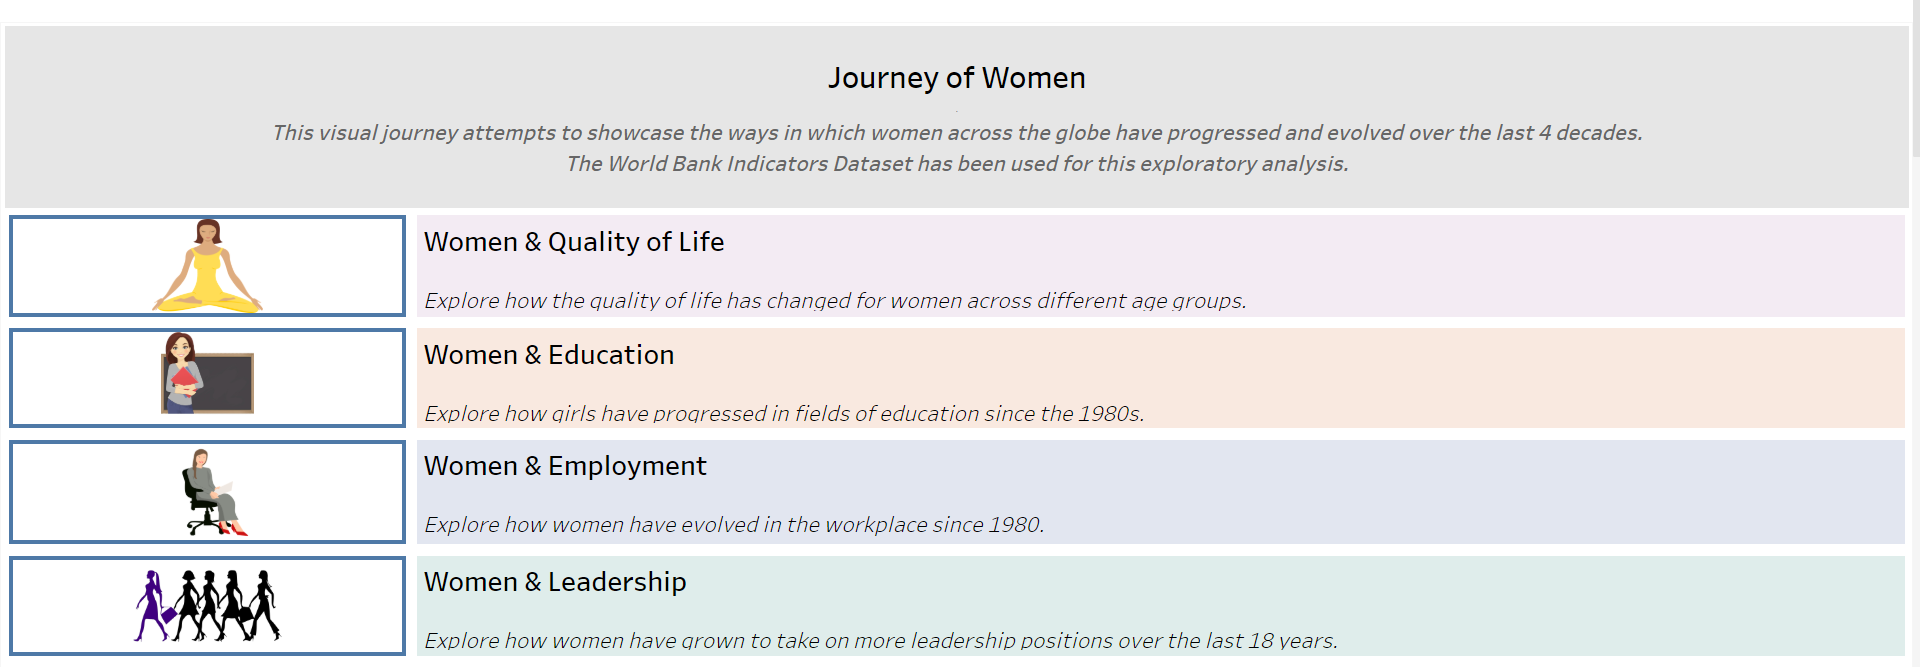 Journey of Women
This visual journey attempts to showcase the ways in which women across the globe have progressed and evolved over the last 4 decades.
The World Bank Indicators Dataset has been used for this exploratory analysis.
Women & Quality of Life
Explore how the quality of life has changed for women across different age groups.
Women & Education
Explore how girls have progressed in fields of education since the 1980s.
Women & Employment
Explore how women have evolved in the workplace since 1980.
Women & Leadership
Explore how women have grown to take on more leadership positions over the last 18 years.